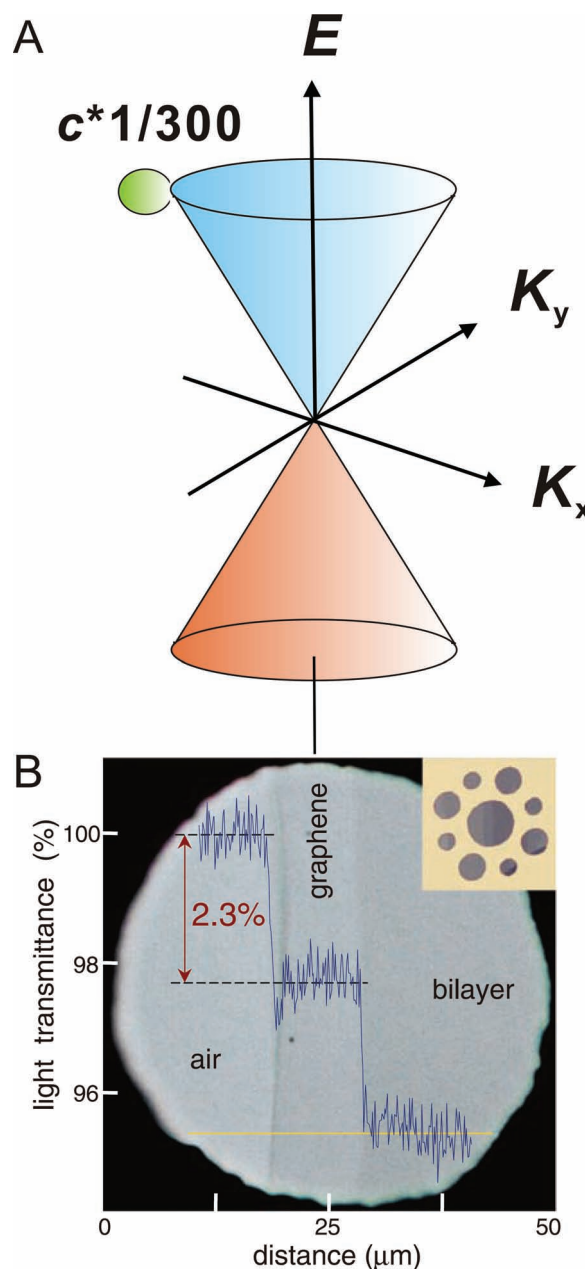 A
E
c*1/300
Ky
Kx
B
light transmittance (%)
100
98
96
2.3%
graphene
bilayer
air
0
25
50
distance (μm)